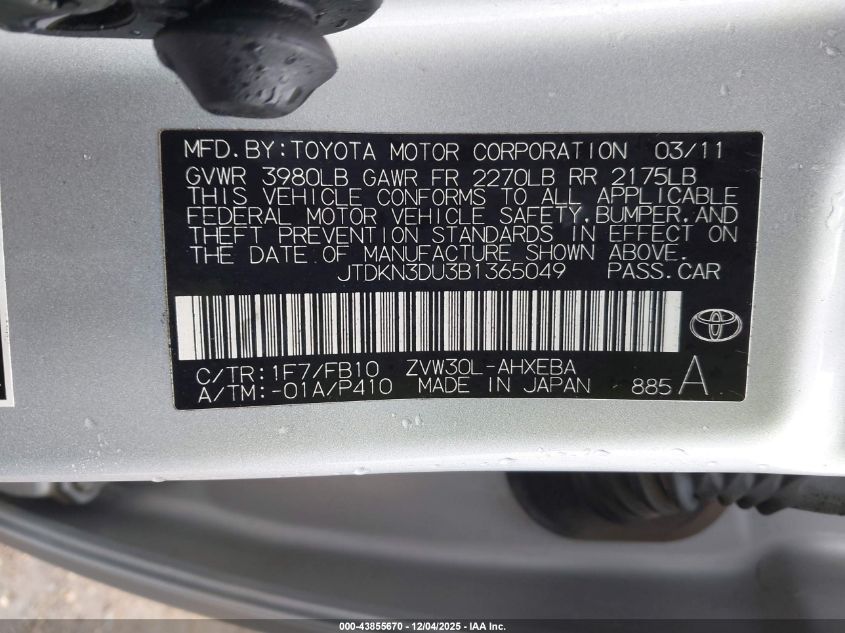 MFD. BY: TOYOTA MOTOR CORPORATION 03/11
GVWR 3980LB GAWR FR 2270LB RR 2175LB
THIS VEHICLE CONFORMS TO ALL APPLICABLE
FEDERAL MOTOR VEHICLE SAFETY, BUMPER, AND
THEFT PREVENTION STANDARDS IN EFFECT ON
THE DATE OF MANUFACTURE SHOWN ABOVE.
JTDKN3DU3B1365049 PASS. CAR
C/TR: 1F7/FB10 ZVW30L-AHXEBA
A/TM: -01A/P410 MADE IN JAPAN 885 A
000-43855670 - 12/04/2025 - IAA Inc.